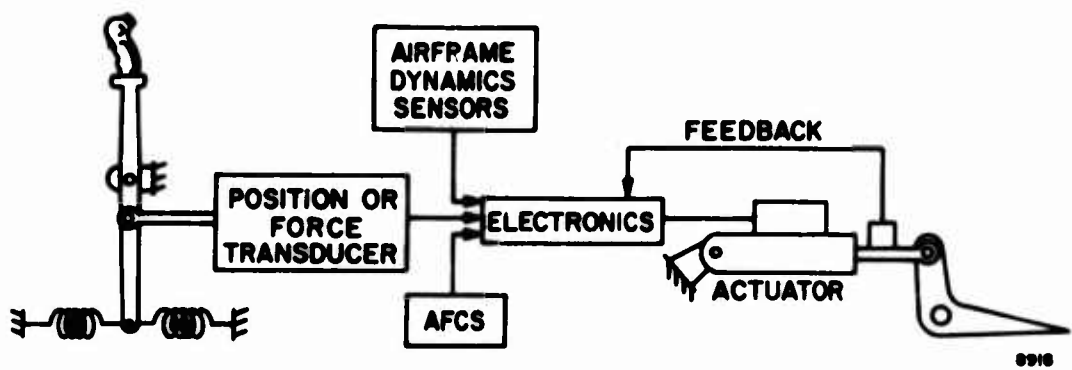 AIRFRAME
DYNAMICS
SENSORS
FEEDBACK
POSITION OR
FORCE
TRANSDUCER
ELECTRONICS
ACTUATOR
AFCS
8916